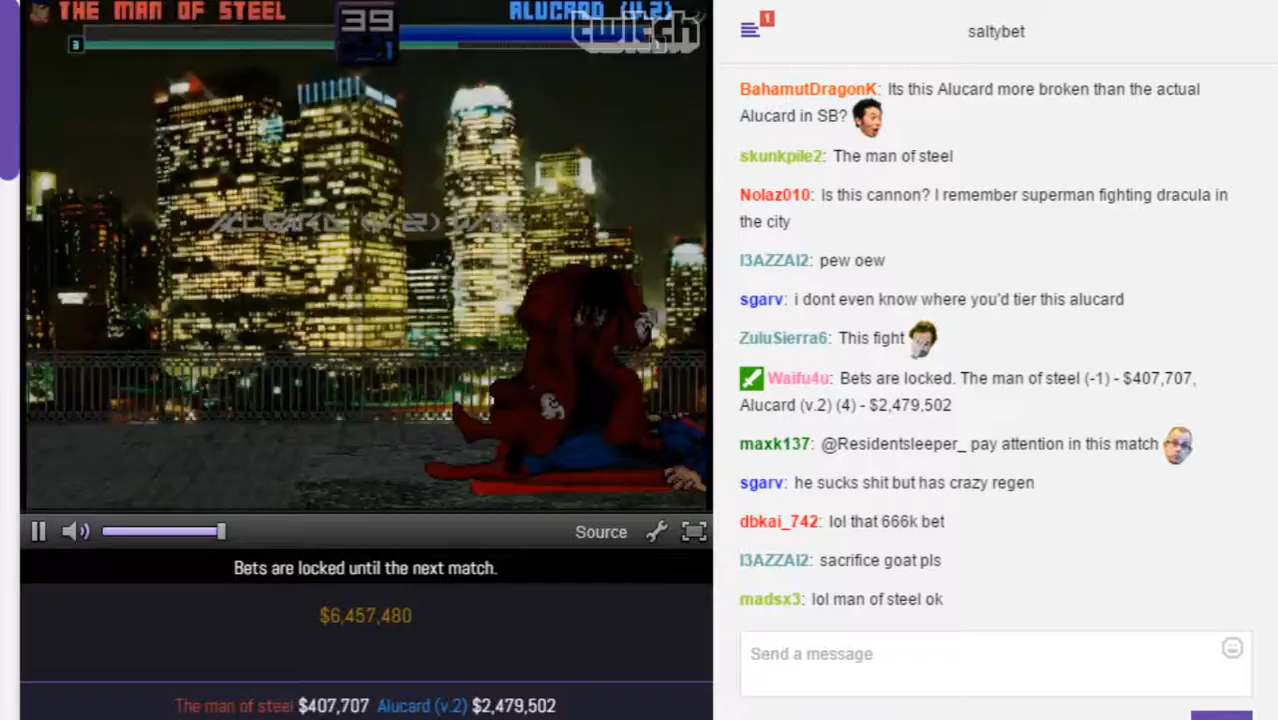 THE MAN OF STEEL
39
ALUCARD (V.2)
twitch
3
1
ALUCARD (V.2) WINS
Source
Bets are locked until the next match.
$6,457,480
The man of steel $407,707 Alucard (v.2) $2,479,502
1
saltybet
BahamutDragonK: Its this Alucard more broken than the actual
Alucard in SB?
skunkpile2: The man of steel
Nolaz010: Is this cannon? I remember superman fighting dracula in
the city
I3AZZAI2: pew oew
sgarv: i dont even know where you'd tier this alucard
ZuluSierra6: This fight
Waifu4u: Bets are locked. The man of steel (-1) - $407,707,
Alucard (v.2) (4) - $2,479,502
maxk137: @Residentsleeper_ pay attention in this match
sgarv: he sucks shit but has crazy regen
dbkai_742: lol that 666k bet
I3AZZAI2: sacrifice goat pls
madsx3: lol man of steel ok
Send a message